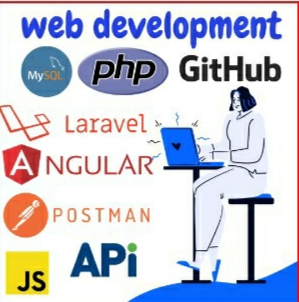 web development
MySQL
php
GitHub
Laravel
ANGULAR
POSTMAN
JS
API